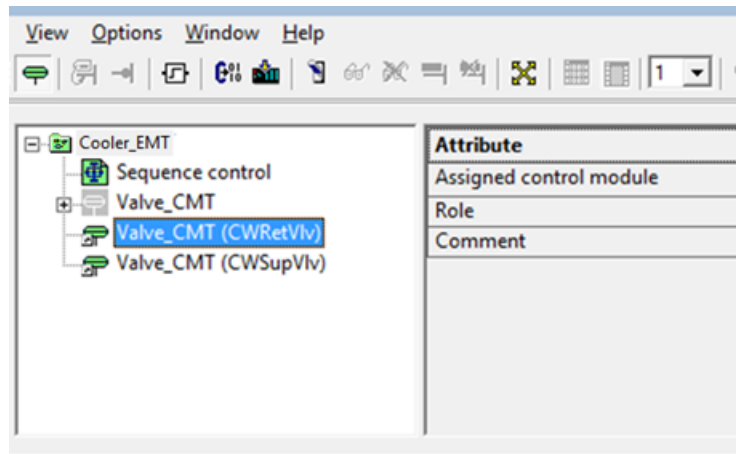 View Options Window Help
1
Cooler_EMT
Sequence control
Valve_CMT
Valve_CMT (CWRetVlv)
Valve_CMT (CWSupVlv)
Attribute
Assigned control module
Role
Comment